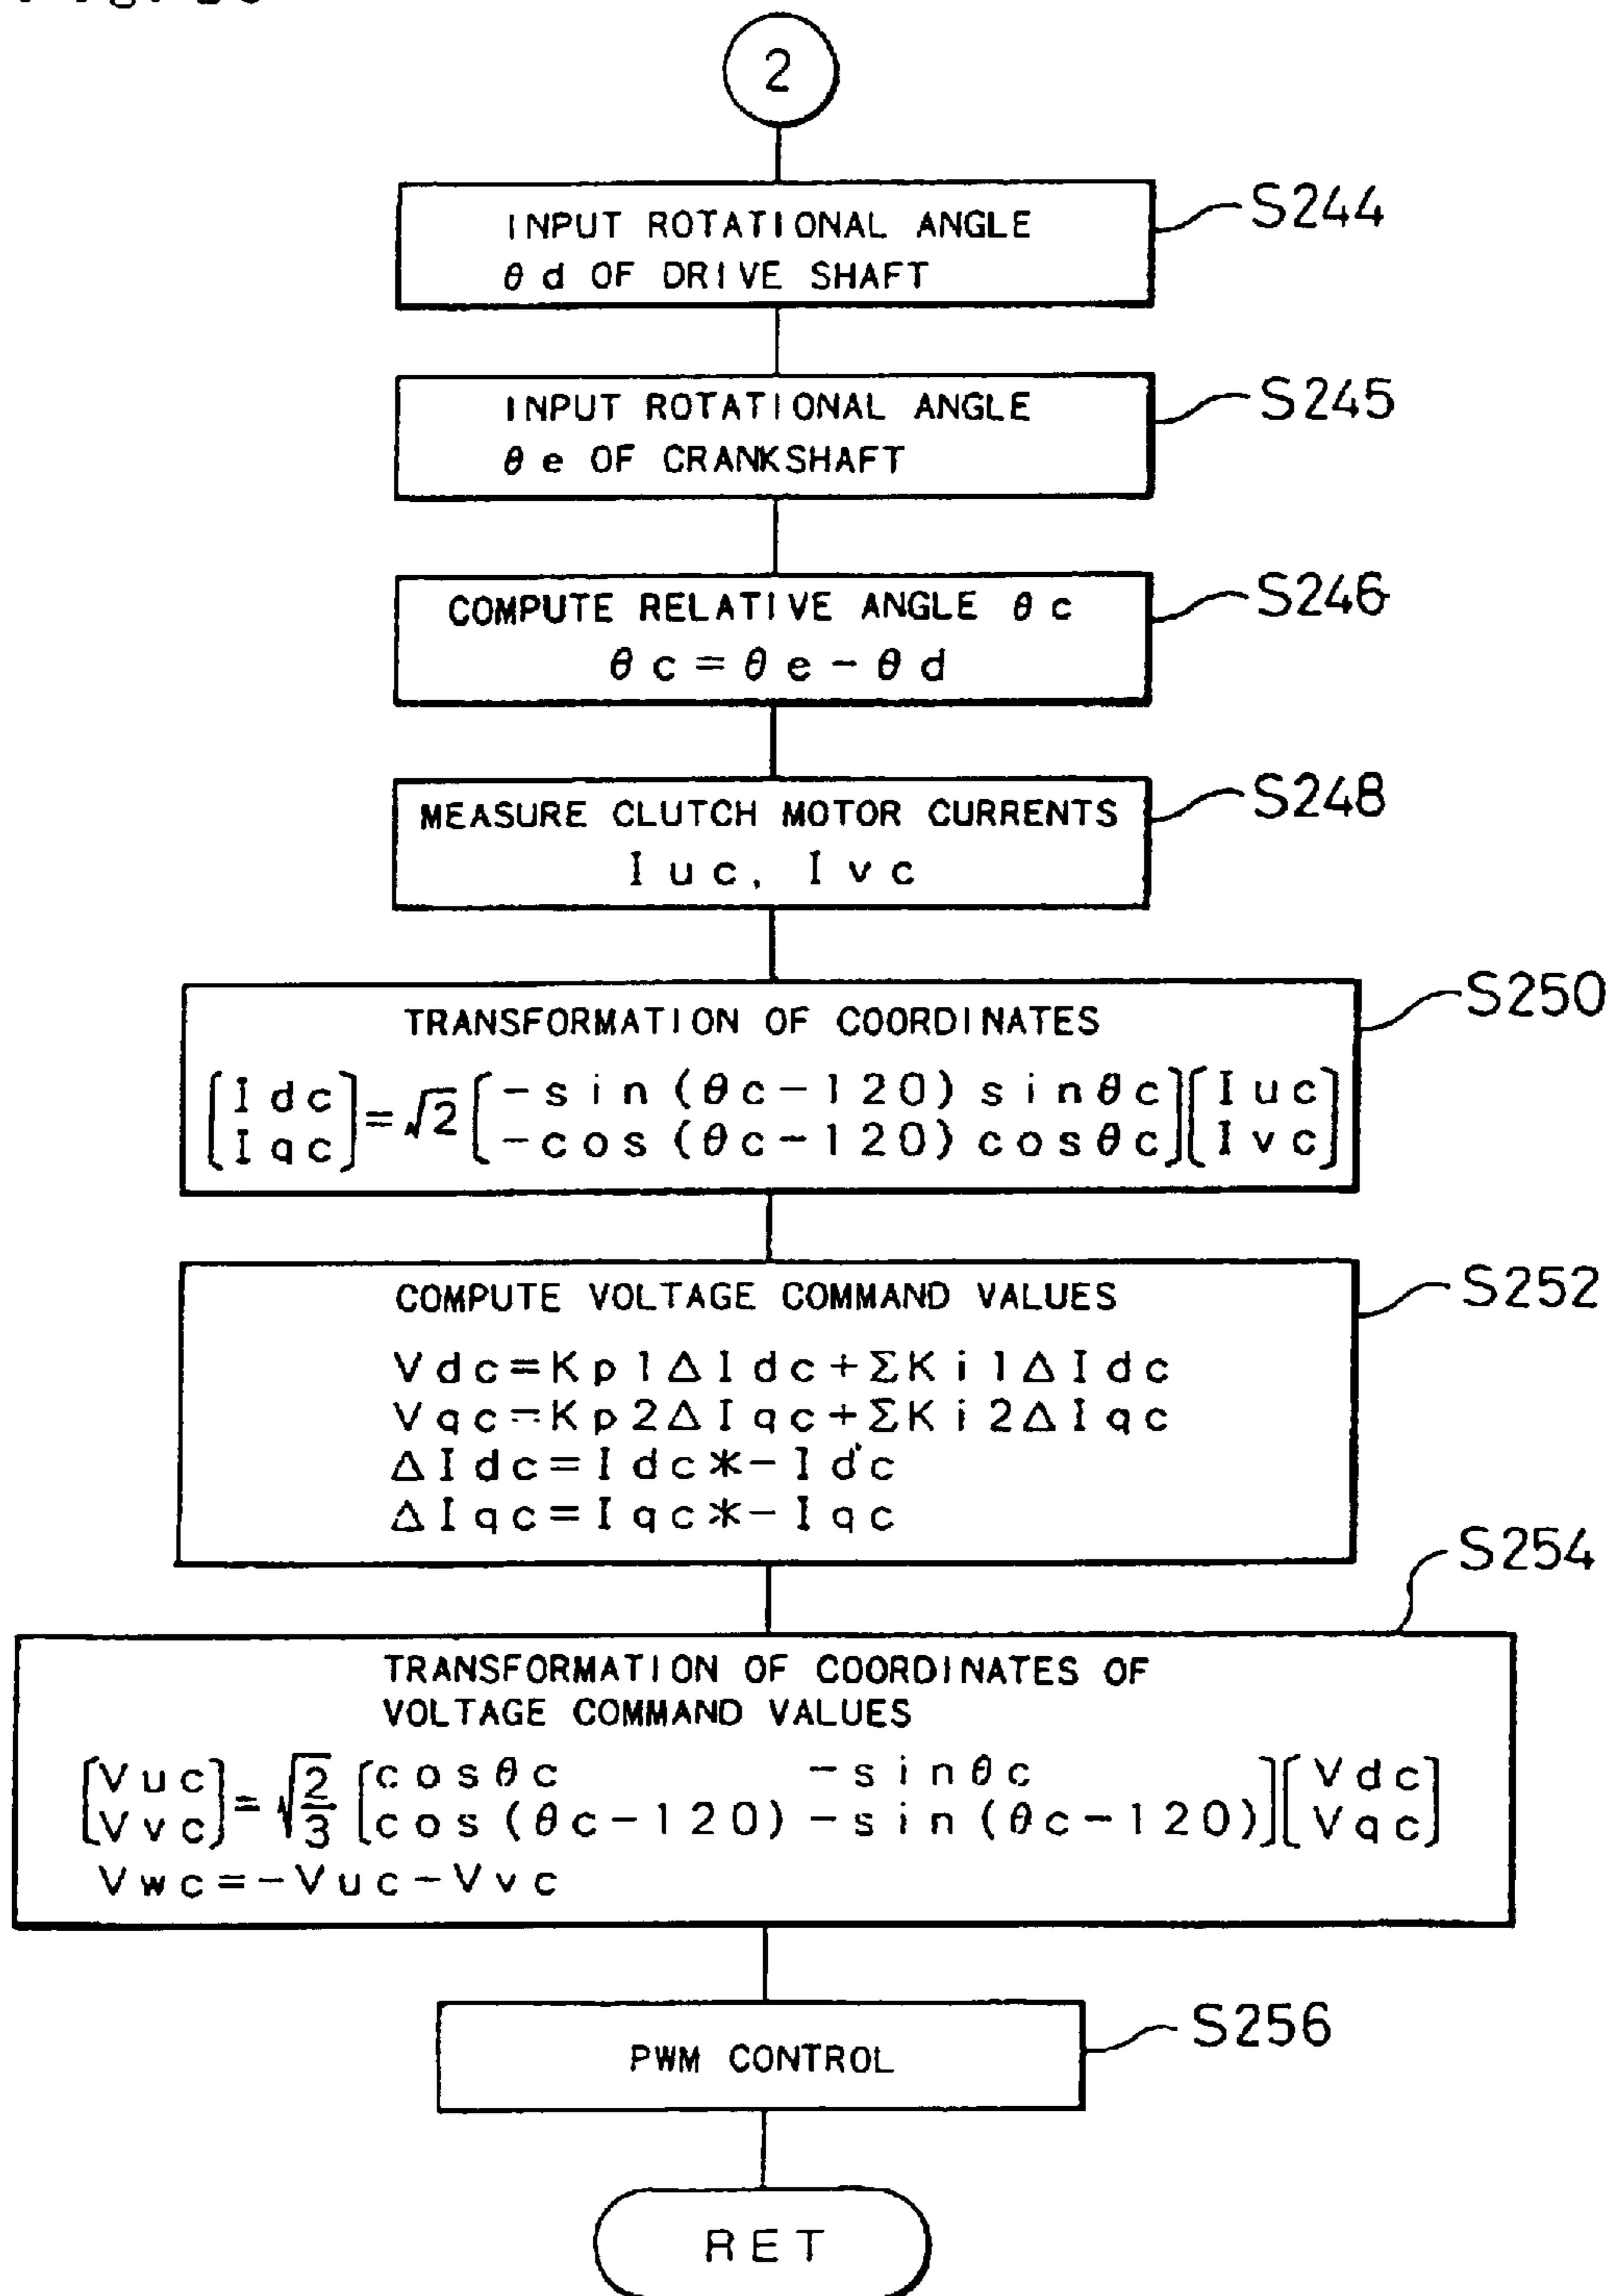 2
INPUT ROTATIONAL ANGLE
θd OF DRIVE SHAFT
S244
INPUT ROTATIONAL ANGLE
θe OF CRANKSHAFT
S245
COMPUTE RELATIVE ANGLE θc
θc=θe-θd
S246
MEASURE CLUTCH MOTOR CURRENTS
Iuc, Ivc
S248
TRANSFORMATION OF COORDINATES
[Idc] = √2 [-sin(θc-120) sinθc] [Iuc]
[Iqc] [-cos(θc-120) cosθc] [Ivc]
S250
COMPUTE VOLTAGE COMMAND VALUES
Vdc=Kp1ΔIdc+ΣKi1ΔIdc
Vqc=Kp2ΔIqc+ΣKi2ΔIqc
ΔIdc=Idc*-Idc
ΔIqc=Iqc*-Iqc
S252
TRANSFORMATION OF COORDINATES OF
VOLTAGE COMMAND VALUES
[Vuc] = √2/3 [cosθc -sinθc] [Vdc]
[Vvc] [cos(θc-120) -sin(θc-120)] [Vqc]
Vwc=-Vuc-Vvc
S254
PWM CONTROL
S256
RET